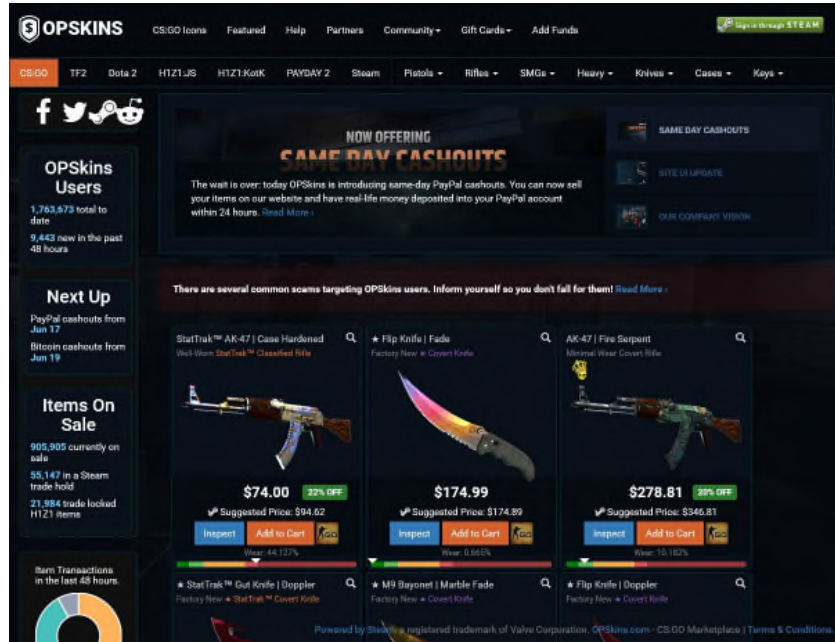 OPSKINS
CS:GO Icons Featured Help Partners Community Gift Cards Add Funds
Sign in through STEAM
CS:GO TF2 Dota 2 H1Z1:JS H1Z1:KotK PAYDAY 2 Steam Pistols Rifles SMGs Heavy Knives Cases Keys
NOW OFFERING
SAME DAY CASHOUTS
The wait is over: today OPSkins is introducing same-day PayPal cashouts. You can now sell
your items on our website and have real-life money deposited into your PayPal account
within 24 hours. Read More ›
SAME DAY CASHOUTS
SITE UI UPDATE
OUR COMPANY VISION
OPSkins
Users
1,763,673 total to
date
9,443 new in the past
48 hours
Next Up
PayPal cashouts from
Jun 17
Bitcoin cashouts from
Jun 19
Items On
Sale
905,905 currently on
sale
55,147 in a Steam
trade hold
21,984 trade locked
H1Z1 items
Item Transactions
in the last 48 hours.
There are several common scams targeting OPSkins users. Inform yourself so you don't fall for them! Read More ›
StatTrak™ AK-47 | Case Hardened
Well-Worn StatTrak™ Classified Rifle
$74.00 22% OFF
Suggested Price: $94.62
Inspect Add to Cart
Wear: 44.127%
★ Flip Knife | Fade
Factory New ★ Covert Knife
$174.99
Suggested Price: $174.89
Inspect Add to Cart
Wear: 0.665%
AK-47 | Fire Serpent
Minimal Wear Covert Rifle
$278.81 20% OFF
Suggested Price: $346.81
Inspect Add to Cart
Wear: 10.182%
★ StatTrak™ Gut Knife | Doppler
Factory New ★ StatTrak™ Covert Knife
★ M9 Bayonet | Marble Fade
Factory New ★ Covert Knife
★ Flip Knife | Doppler
Factory New ★ Covert Knife
Powered by Steam, a registered trademark of Valve Corporation. OPSkins.com - CS:GO Marketplace | Terms & Conditions